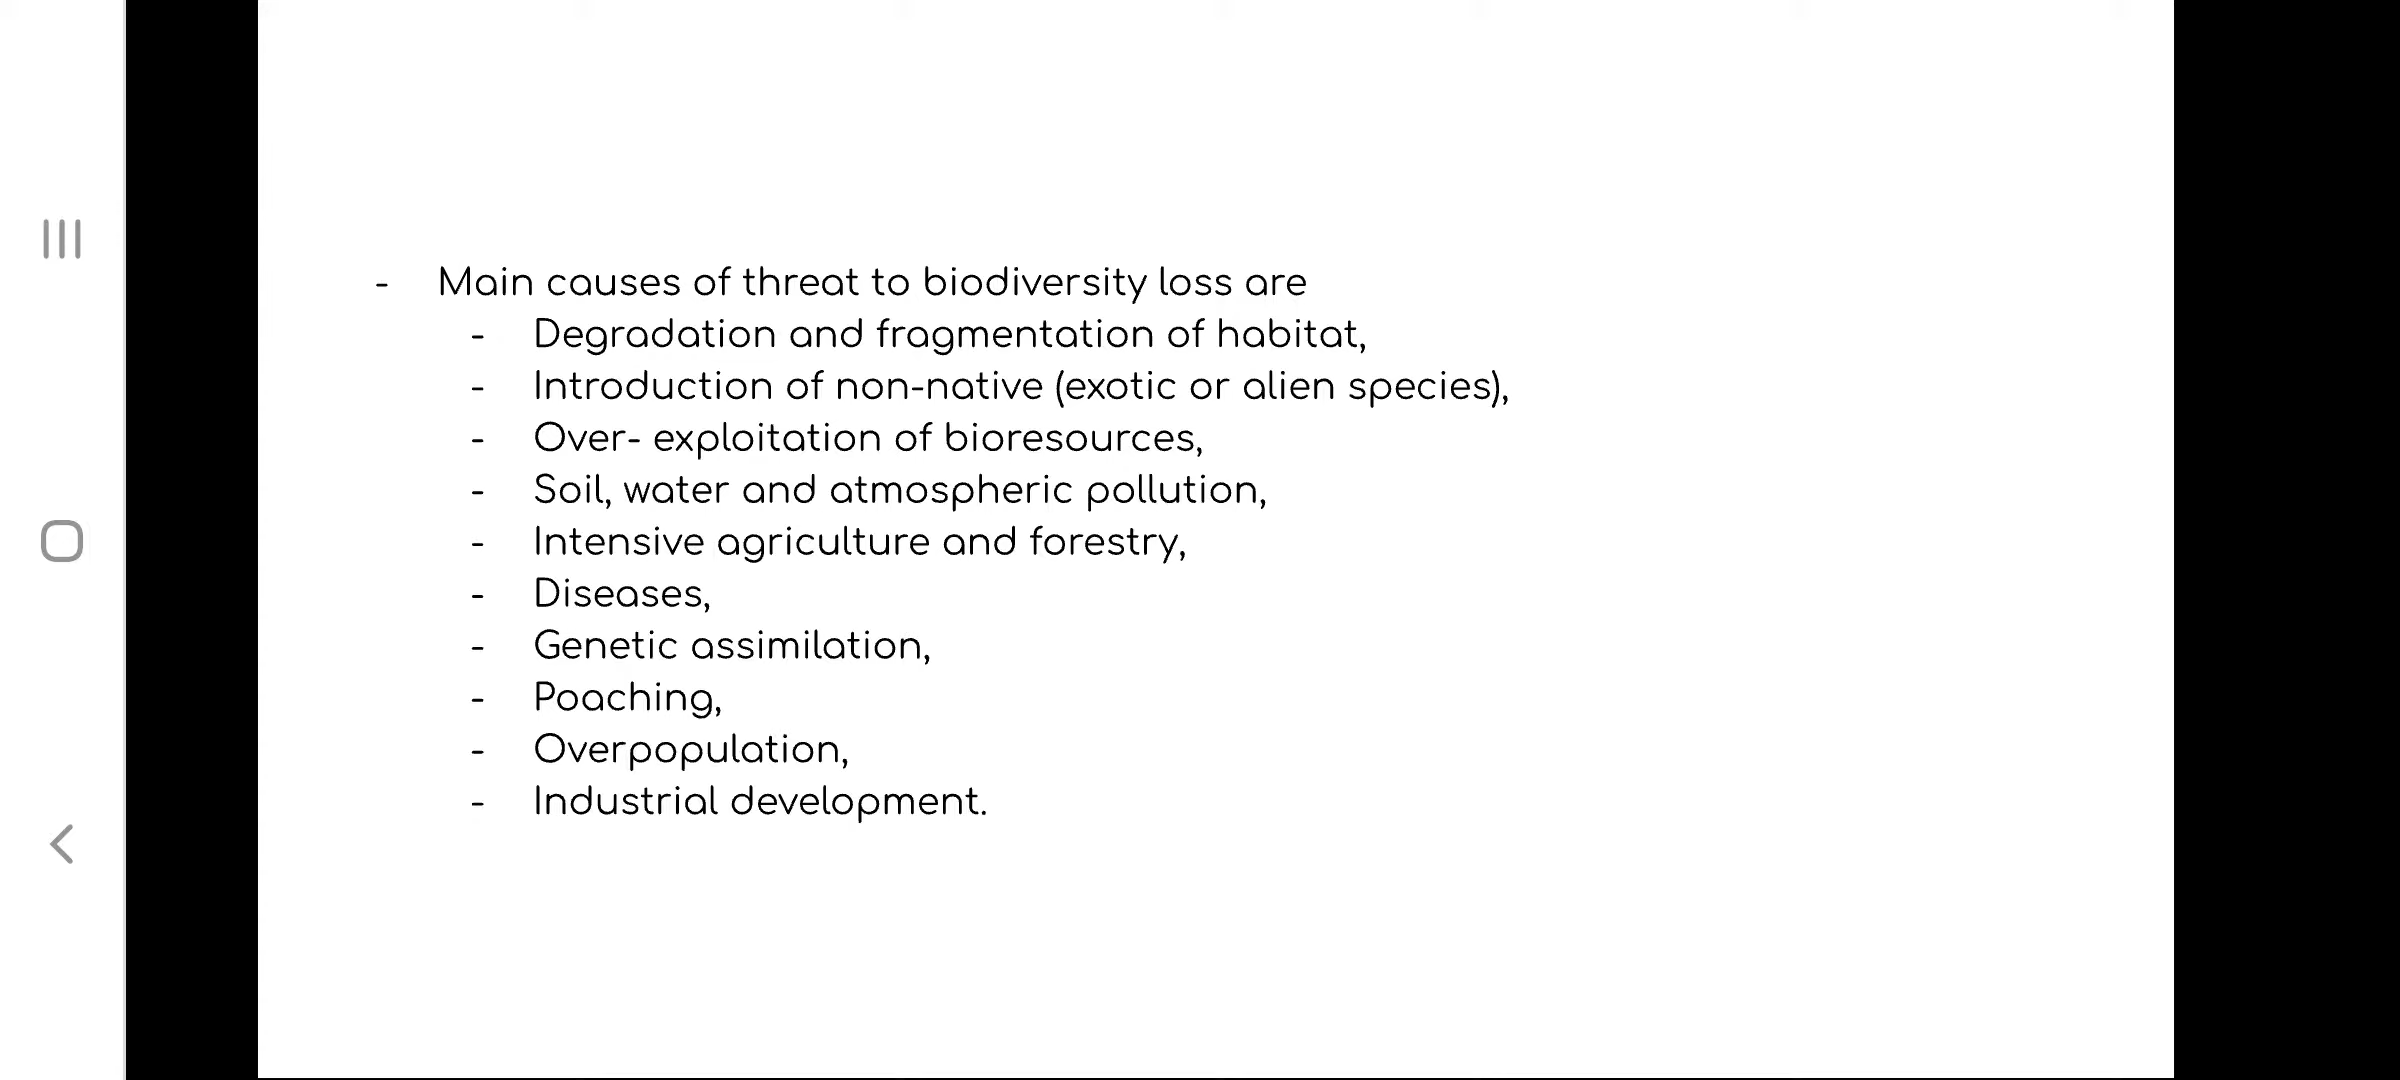 - Main causes of threat to biodiversity loss are
- Degradation and fragmentation of habitat,
- Introduction of non-native (exotic or alien species),
- Over- exploitation of bioresources,
- Soil, water and atmospheric pollution,
- Intensive agriculture and forestry,
- Diseases,
- Genetic assimilation,
- Poaching,
- Overpopulation,
- Industrial development.